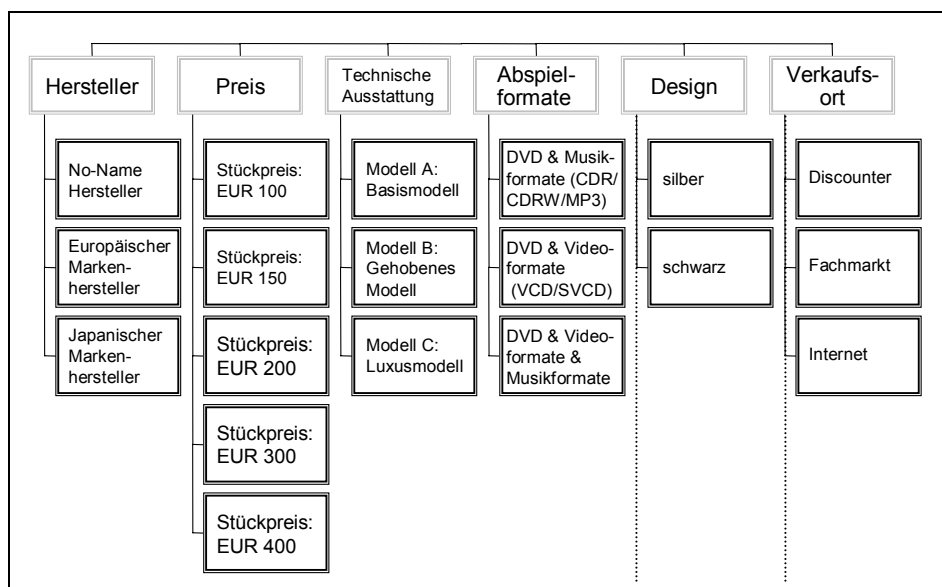 Hersteller
No-Name
Hersteller
Europäischer
Marken-
hersteller
Japanischer
Marken-
hersteller
Preis
Stückpreis:
EUR 100
Stückpreis:
EUR 150
Stückpreis:
EUR 200
Stückpreis:
EUR 300
Stückpreis:
EUR 400
Technische
Ausstattung
Modell A:
Basismodell
Modell B:
Gehobenes
Modell
Modell C:
Luxusmodell
Abspiel-
formate
DVD & Musik-
formate (CDR/
CDRW/MP3)
DVD & Video-
formate
(VCD/SVCD)
DVD & Video-
formate &
Musikformate
Design
silber
schwarz
Verkaufs-
ort
Discounter
Fachmarkt
Internet